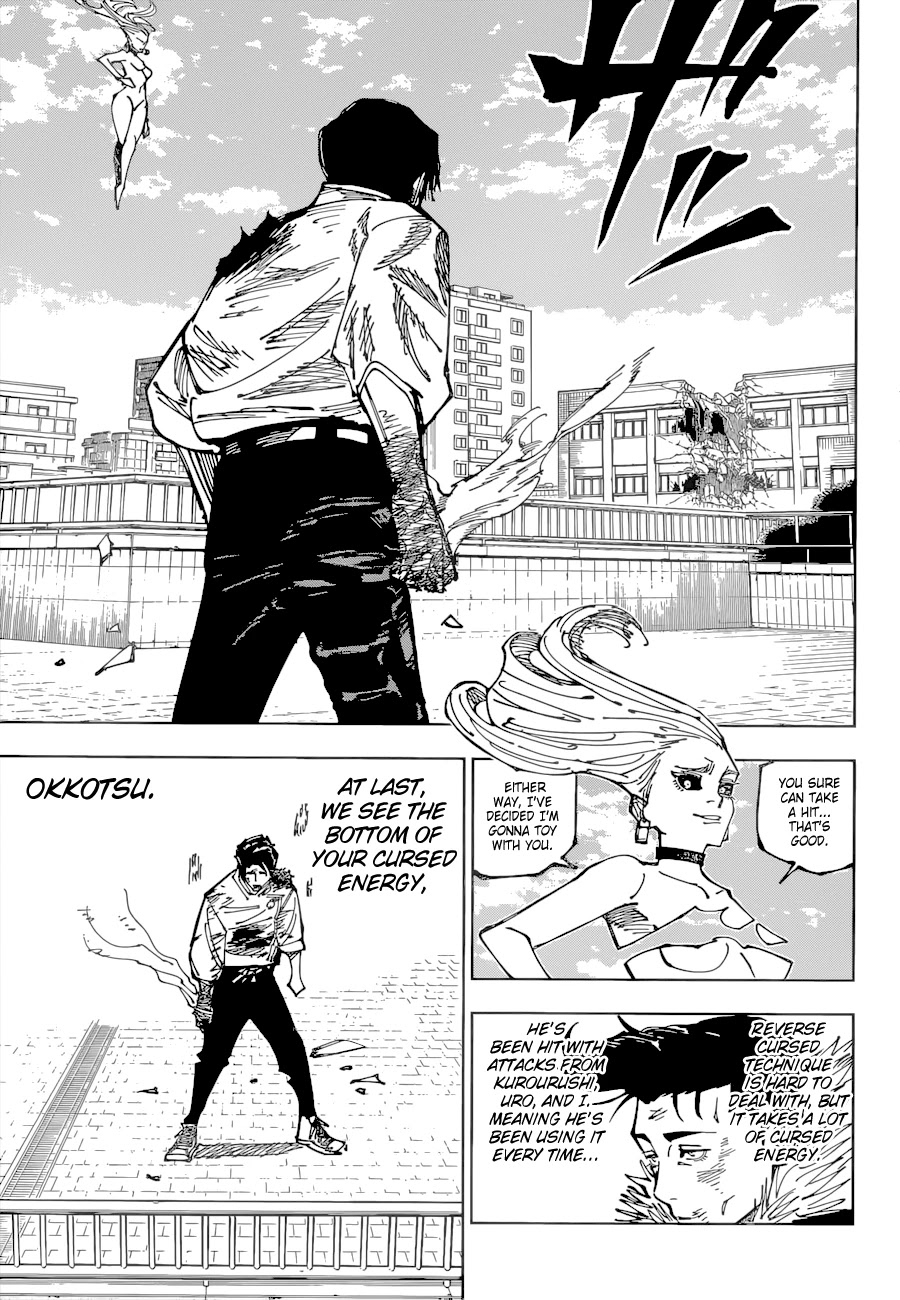 ザッ
YOU SURE
CAN TAKE
A HIT...
THAT'S
GOOD.
EITHER
WAY, I'VE
DECIDED I'M
GONNA TOY
WITH YOU.
REVERSE
CURSED
TECHNIQUE
IS HARD TO
DEAL WITH, BUT
IT TAKES A LOT
OF CURSED
ENERGY.
HE'S
BEEN HIT WITH
ATTACKS FROM
KUROURUSHI,
URO, AND I.
MEANING HE'S
BEEN USING IT
EVERY TIME...
AT LAST,
WE SEE THE
BOTTOM OF
YOUR CURSED
ENERGY,
OKKOTSU.